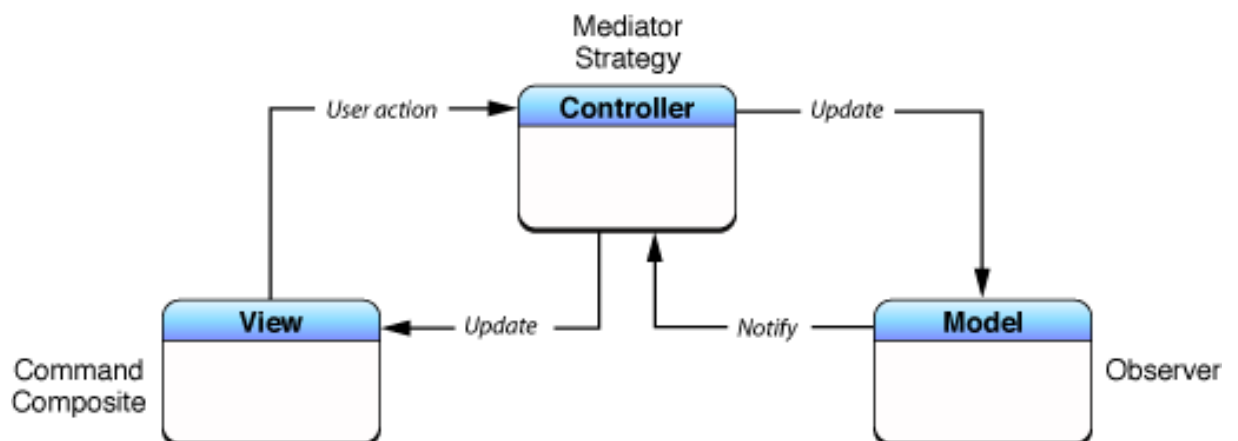 Mediator
Strategy
Controller
User action
Update
View
Update
Notify
Model
Command
Composite
Observer